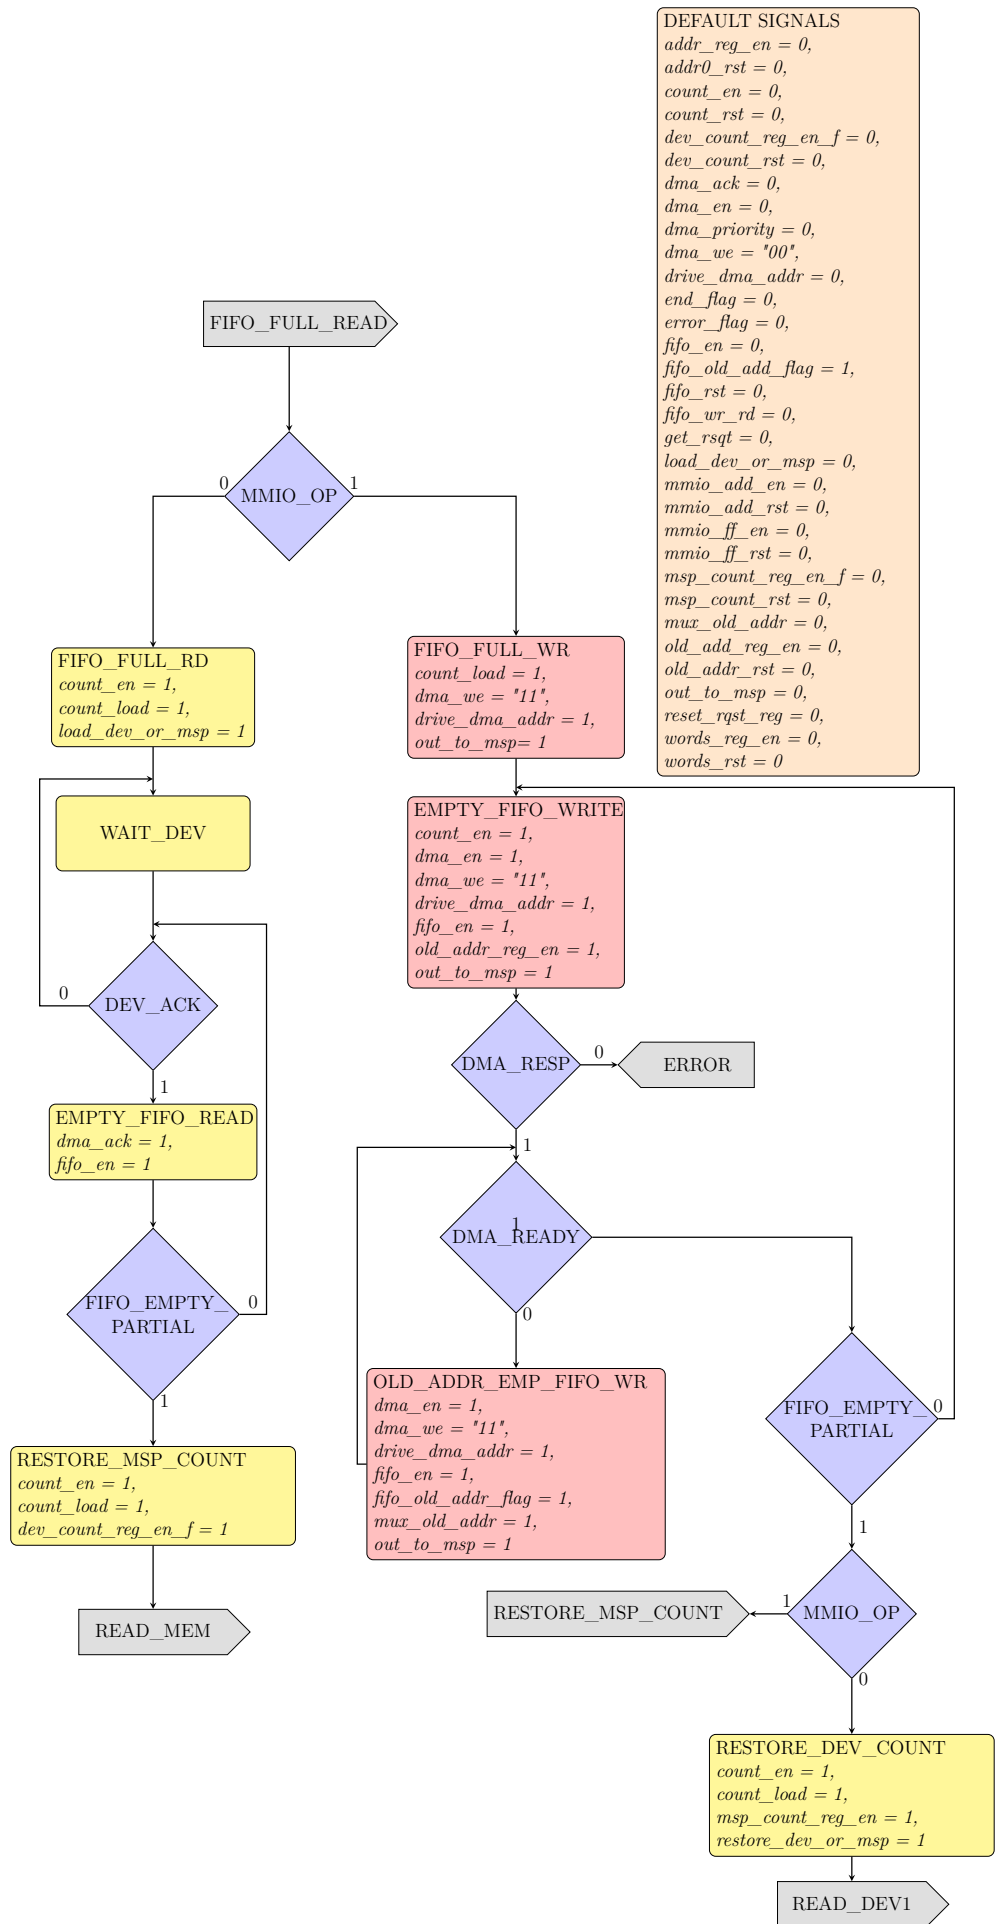 DEFAULT SIGNALS
addr_reg_en = 0,
addr0_rst = 0,
count_en = 0,
count_rst = 0,
dev_count_reg_en_f = 0,
dev_count_rst = 0,
dma_ack = 0,
dma_en = 0,
dma_priority = 0,
dma_we = "00",
drive_dma_addr = 0,
end_flag = 0,
error_flag = 0,
fifo_en = 0,
fifo_old_add_flag = 1,
fifo_rst = 0,
fifo_wr_rd = 0,
get_rsqt = 0,
load_dev_or_msp = 0,
mmio_add_en = 0,
mmio_add_rst = 0,
mmio_ff_en = 0,
mmio_ff_rst = 0,
msp_count_reg_en_f = 0,
msp_count_rst = 0,
mux_old_addr = 0,
old_add_reg_en = 0,
old_addr_rst = 0,
out_to_msp = 0,
reset_rqst_reg = 0,
words_reg_en = 0,
words_rst = 0
FIFO_FULL_READ
0
MMIO_OP
1
FIFO_FULL_RD
count_en = 1,
count_load = 1,
load_dev_or_msp = 1
WAIT_DEV
0
DEV_ACK
1
EMPTY_FIFO_READ
dma_ack = 1,
fifo_en = 1
FIFO_EMPTY_
PARTIAL
0
1
RESTORE_MSP_COUNT
count_en = 1,
count_load = 1,
dev_count_reg_en_f = 1
READ_MEM
FIFO_FULL_WR
count_load = 1,
dma_we = "11",
drive_dma_addr = 1,
out_to_msp= 1
EMPTY_FIFO_WRITE
count_en = 1,
dma_en = 1,
dma_we = "11",
drive_dma_addr = 1,
fifo_en = 1,
old_addr_reg_en = 1,
out_to_msp = 1
DMA_RESP
0
ERROR
1
1
DMA_READY
0
OLD_ADDR_EMP_FIFO_WR
dma_en = 1,
dma_we = "11",
drive_dma_addr = 1,
fifo_en = 1,
fifo_old_addr_flag = 1,
mux_old_addr = 1,
out_to_msp = 1
FIFO_EMPTY_
PARTIAL
0
1
RESTORE_MSP_COUNT
1
MMIO_OP
0
RESTORE_DEV_COUNT
count_en = 1,
count_load = 1,
msp_count_reg_en = 1,
restore_dev_or_msp = 1
READ_DEV1